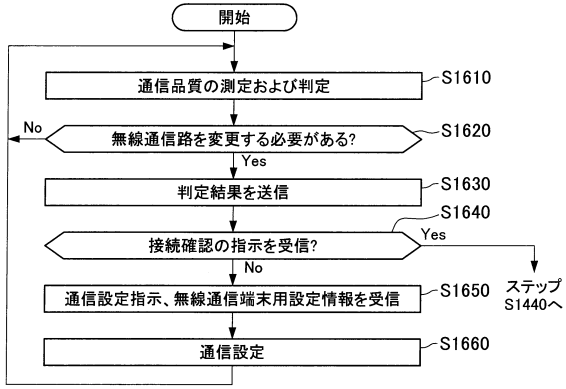 開始
通信品質の測定および判定
S1610
無線通信路を変更する必要がある?
S1620
No
Yes
判定結果を送信
S1630
接続確認の指示を受信?
S1640
Yes
No
ステップ
S1440へ
通信設定指示、無線通信端末用設定情報を受信
S1650
通信設定
S1660